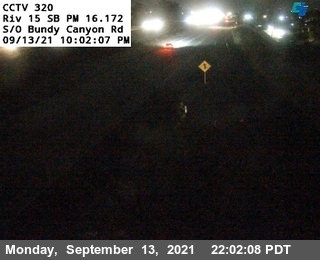 CCTV 320
Riv 15 SB PM 16.172
S/O Bundy Canyon Rd
09/13/21 10:02:07 PM
Monday, September 13, 2021 22:02:08 PDT